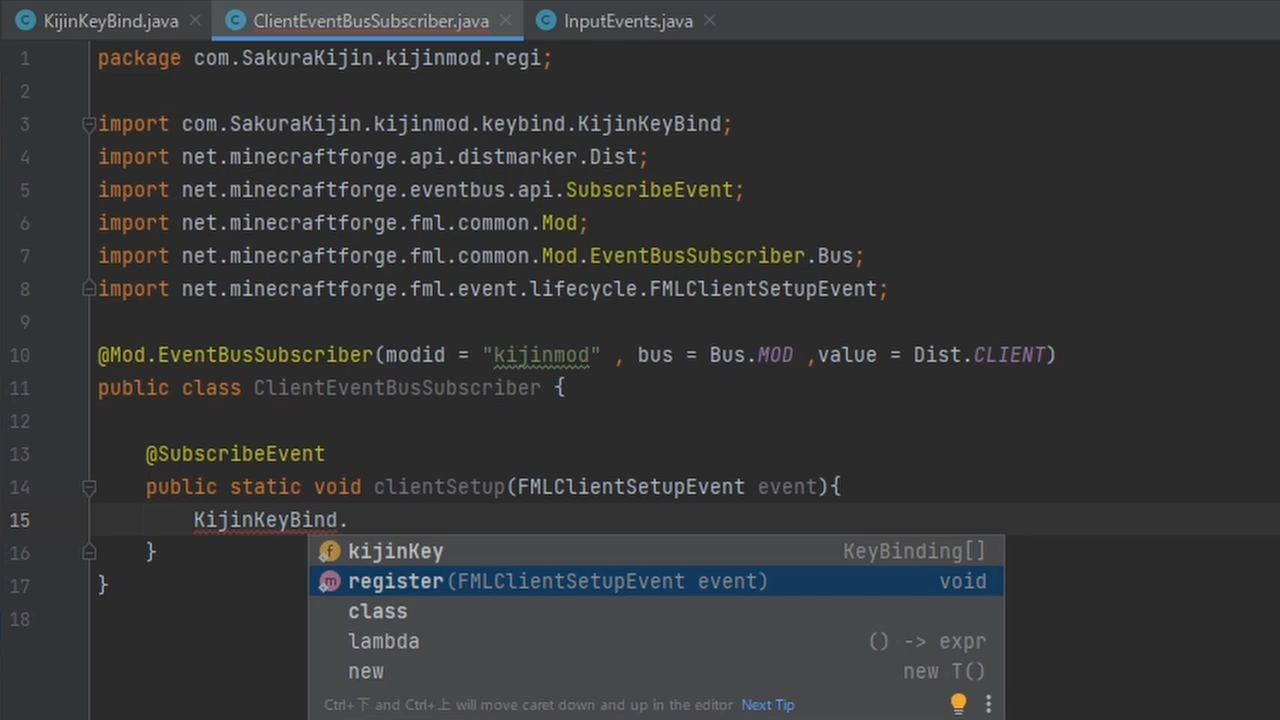 KijinKeyBind.java ClientEventBusSubscriber.java InputEvents.java
1 package com.SakuraKijin.kijinmod.regi;
2
3 import com.SakuraKijin.kijinmod.keybind.KijinKeyBind;
4 import net.minecraftforge.api.distmarker.Dist;
5 import net.minecraftforge.eventbus.api.SubscribeEvent;
6 import net.minecraftforge.fml.common.Mod;
7 import net.minecraftforge.fml.common.Mod.EventBusSubscriber.Bus;
8 import net.minecraftforge.fml.event.lifecycle.FMLClientSetupEvent;
9
10 @Mod.EventBusSubscriber(modid = "kijinmod" , bus = Bus.MOD ,value = Dist.CLIENT)
11 public class ClientEventBusSubscriber {
12
13 @SubscribeEvent
14 public static void clientSetup(FMLClientSetupEvent event){
15 KijinKeyBind.
16 }
17 }
18
f kijinKey KeyBinding[]
m register(FMLClientSetupEvent event) void
class
lambda () -> expr
new new T()
Ctrl+下 and Ctrl+上 will move caret down and up in the editor Next Tip